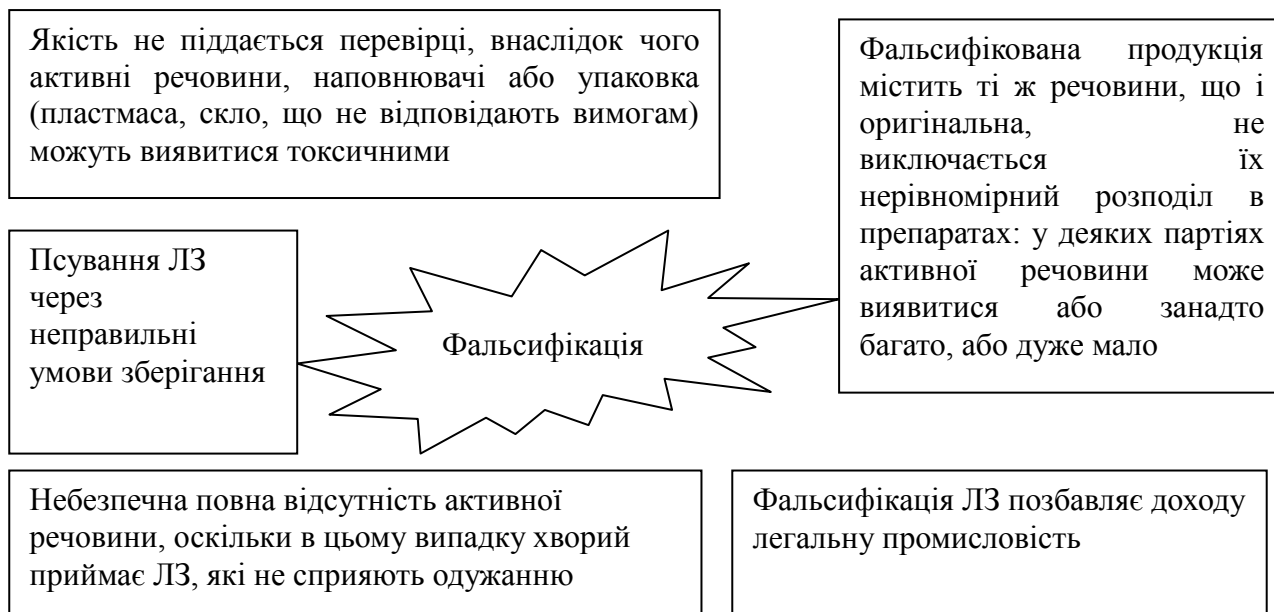 Якість не піддається перевірці, внаслідок чого
активні речовини, наповнювачі або упаковка
(пластмаса, скло, що не відповідають вимогам)
можуть виявитися токсичними
Фальсифікована продукція
містить ті ж речовини, що і
оригінальна, не
виключається їх
нерівномірний розподіл в
препаратах: у деяких партіях
активної речовини може
виявитися або занадто
багато, або дуже мало
Псування ЛЗ
через
неправильні
умови зберігання
Фальсифікація
Небезпечна повна відсутність активної
речовини, оскільки в цьому випадку хворий
приймає ЛЗ, які не сприяють одужанню
Фальсифікація ЛЗ позбавляє доходу
легальну промисловість